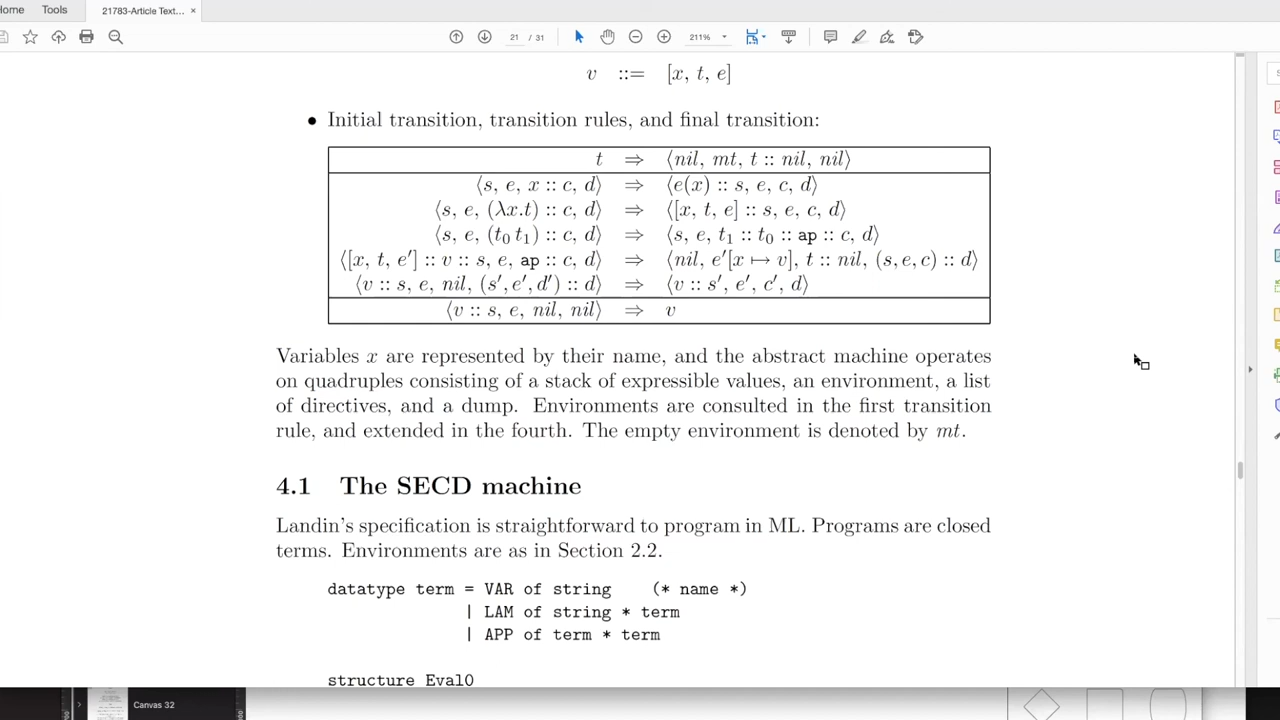 Home Tools 21783-Article Text... ×
21 / 31 211%
v ::= [x, t, e]
• Initial transition, transition rules, and final transition:
t ⇒ ⟨nil, mt, t :: nil, nil⟩
⟨s, e, x :: c, d⟩ ⇒ ⟨e(x) :: s, e, c, d⟩
⟨s, e, (λx.t) :: c, d⟩ ⇒ ⟨[x, t, e] :: s, e, c, d⟩
⟨s, e, (t₀ t₁) :: c, d⟩ ⇒ ⟨s, e, t₁ :: t₀ :: ap :: c, d⟩
⟨[x, t, e′] :: v :: s, e, ap :: c, d⟩ ⇒ ⟨nil, e′[x ↦ v], t :: nil, (s, e, c) :: d⟩
⟨v :: s, e, nil, (s′, e′, d′) :: d⟩ ⇒ ⟨v :: s′, e′, c′, d⟩
⟨v :: s, e, nil, nil⟩ ⇒ v
Variables x are represented by their name, and the abstract machine operates
on quadruples consisting of a stack of expressible values, an environment, a list
of directives, and a dump. Environments are consulted in the first transition
rule, and extended in the fourth. The empty environment is denoted by mt.
4.1 The SECD machine
Landin's specification is straightforward to program in ML. Programs are closed
terms. Environments are as in Section 2.2.
datatype term = VAR of string (* name *)
| LAM of string * term
| APP of term * term
structure Eval0
Canvas 32